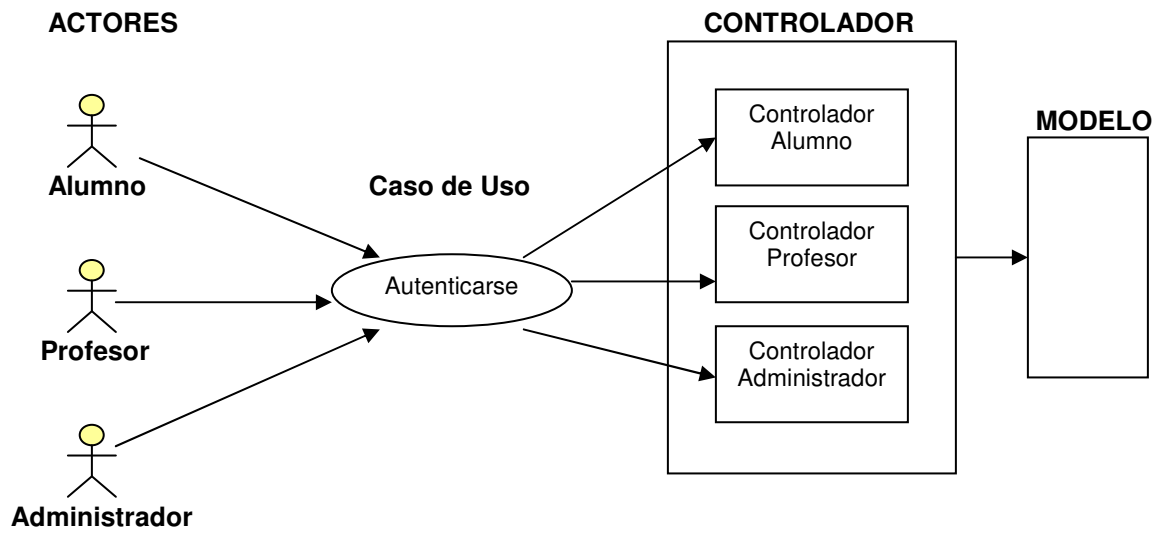 ACTORES
CONTROLADOR
Controlador
Alumno
MODELO
Alumno
Caso de Uso
Controlador
Profesor
Autenticarse
Profesor
Controlador
Administrador
Administrador